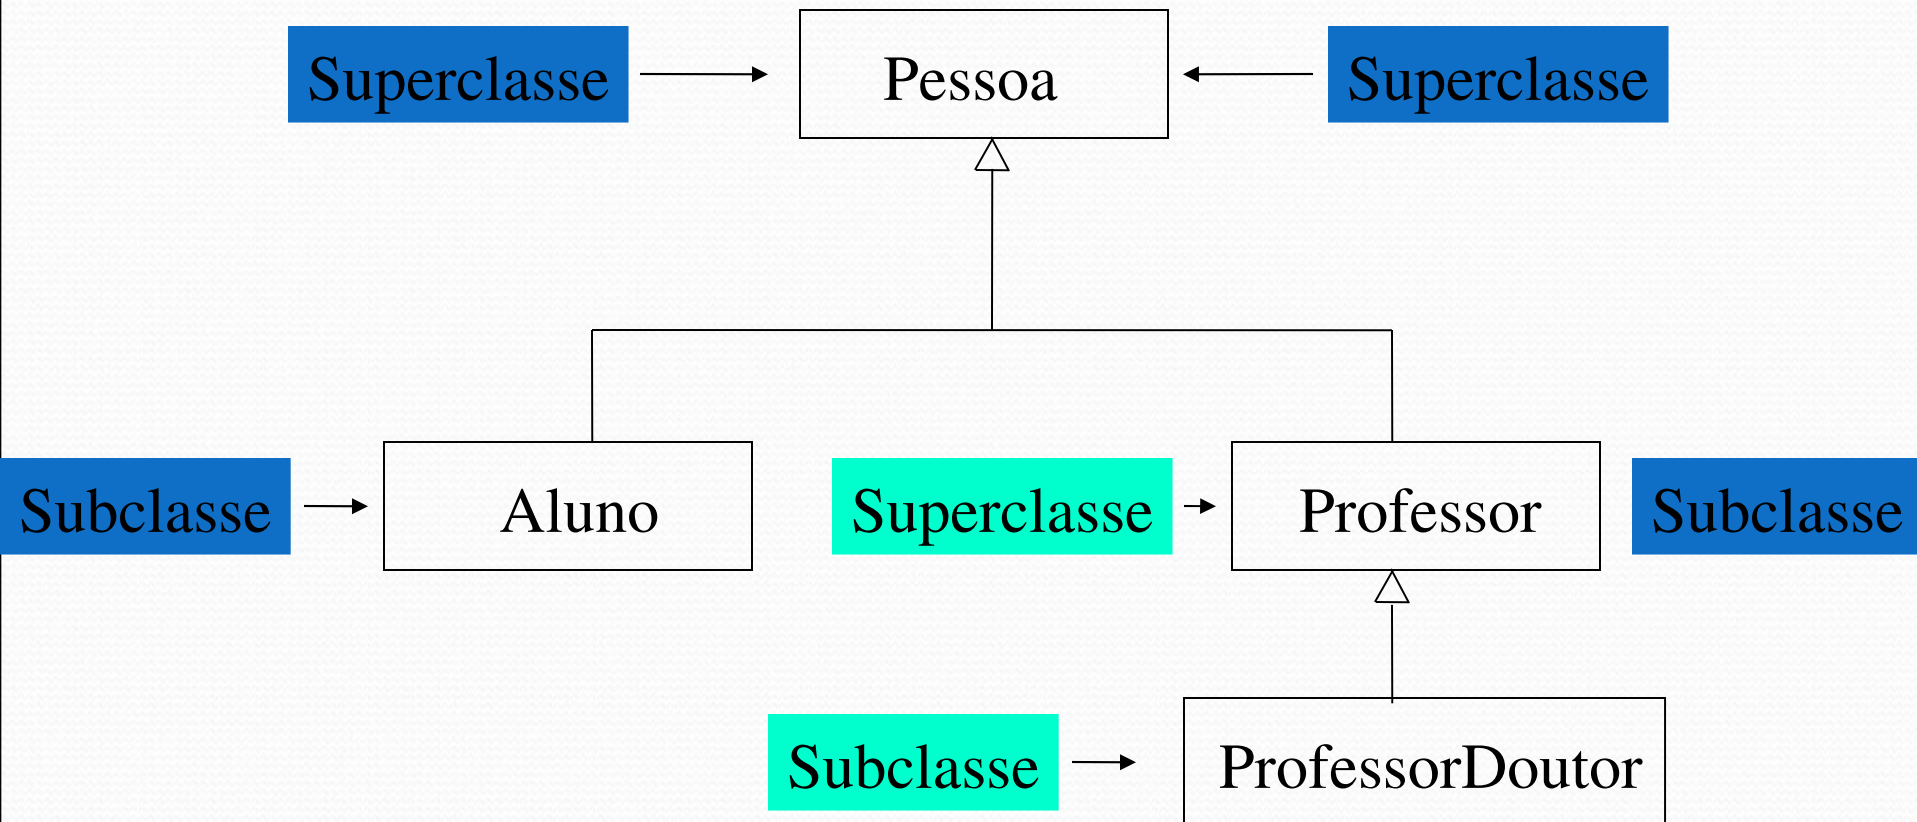 Superclasse
Pessoa
Superclasse
Subclasse
Aluno
Superclasse
Professor
Subclasse
Subclasse
ProfessorDoutor